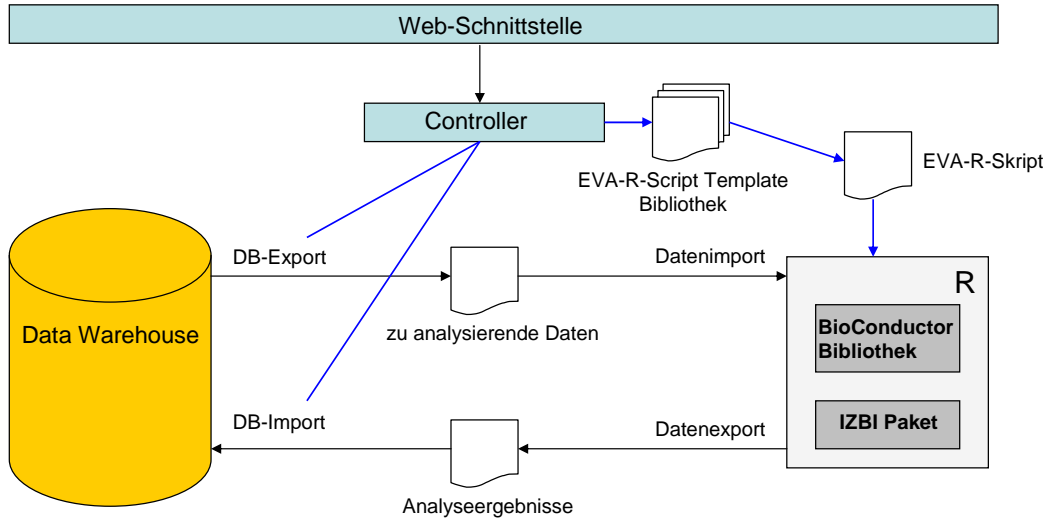 Web-Schnittstelle
Controller
EVA-R-Script Template
Bibliothek
EVA-R-Skript
DB-Export
Datenimport
R
Data Warehouse
zu analysierende Daten
BioConductor
Bibliothek
DB-Import
Datenexport
IZBI Paket
Analyseergebnisse